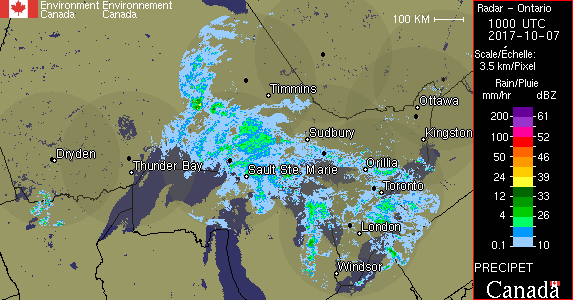 Environment Environnement
Canada Canada
100 KM
Timmins
Ottawa
Sudbury
Kingston
Dryden
Thunder Bay
Sault Ste. Marie
Orillia
Toronto
London
Windsor
Radar - Ontario
1000 UTC
2017-10-07
Scale/Échelle:
3.5 km/Pixel
Rain/Pluie
mm/hr dBZ
200 61
100 52
50 46
24 39
12 33
4 26
0.1 10
PRECIPET
Canada